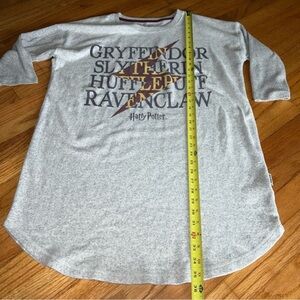 GRYFFINDOR
SLYTHERIN
HUFFLEPUFF
RAVENCLAW
Harry Potter